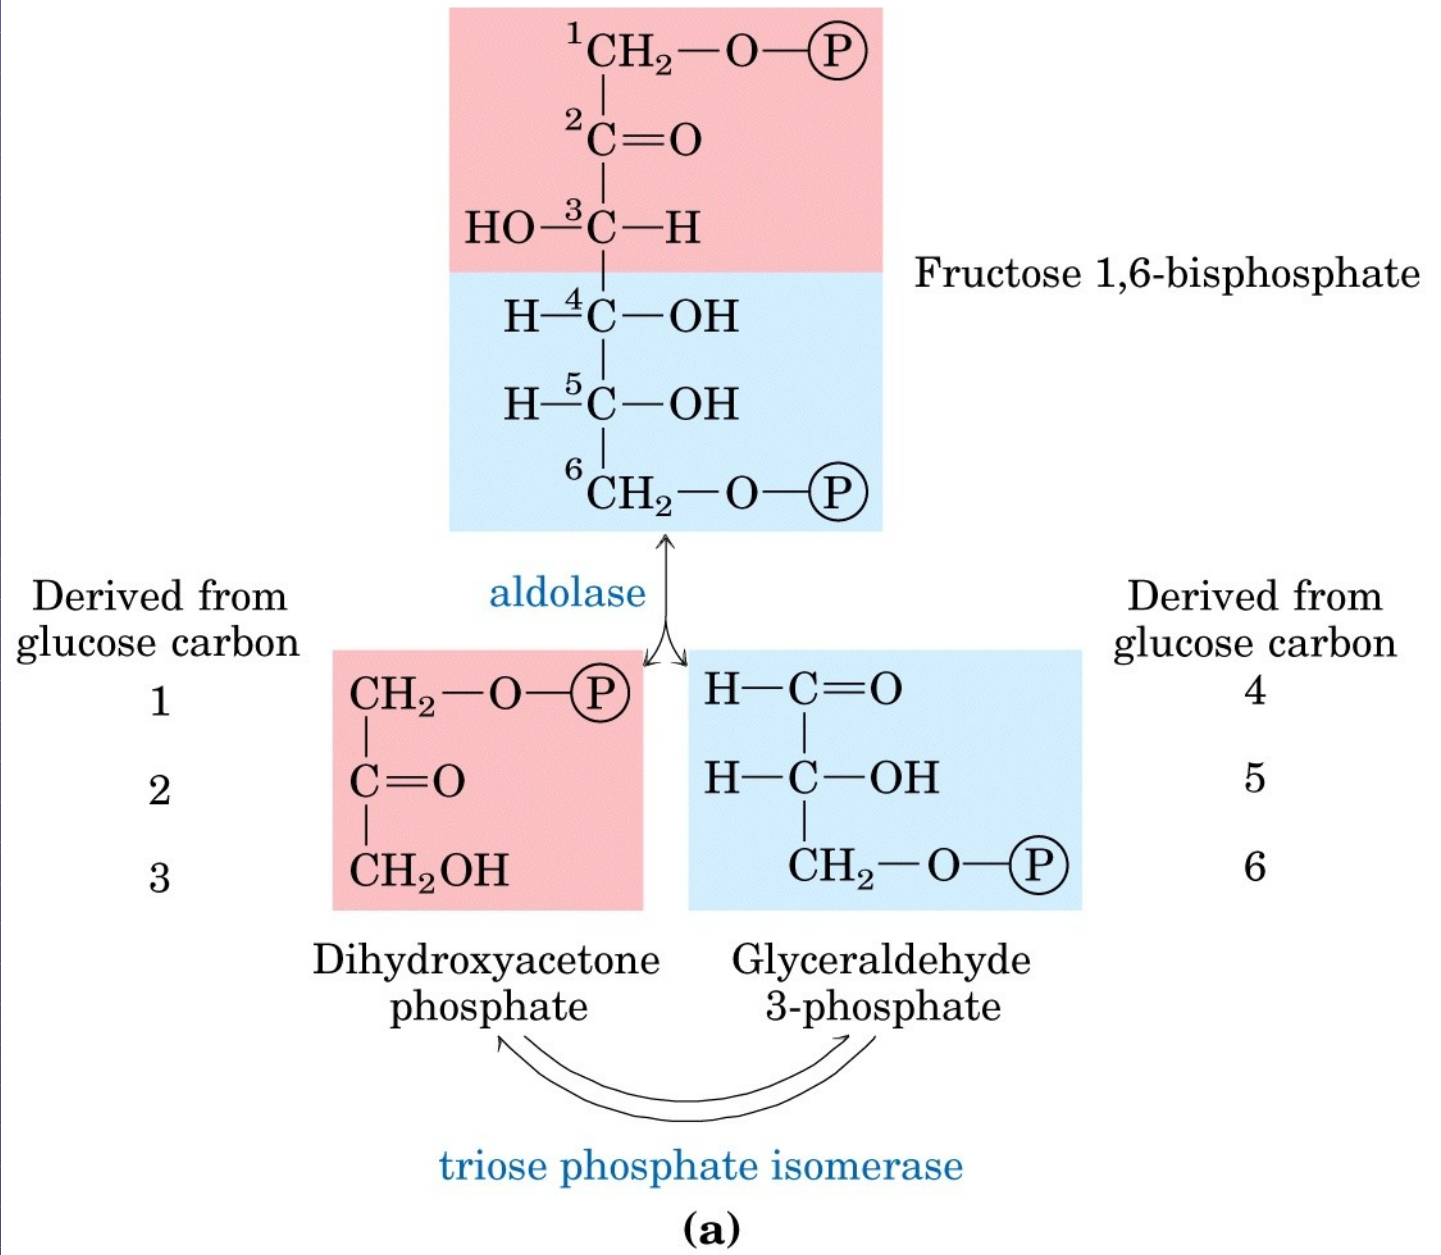 ¹CH₂—O—Ⓟ
²C=O
HO—³C—H
H—⁴C—OH
Fructose 1,6-bisphosphate
H—⁵C—OH
⁶CH₂—O—Ⓟ
aldolase
Derived from
glucose carbon
1
2
3
CH₂—O—Ⓟ
C=O
CH₂OH
Dihydroxyacetone
phosphate
H—C=O
H—C—OH
CH₂—O—Ⓟ
Glyceraldehyde
3-phosphate
Derived from
glucose carbon
4
5
6
triose phosphate isomerase
(a)